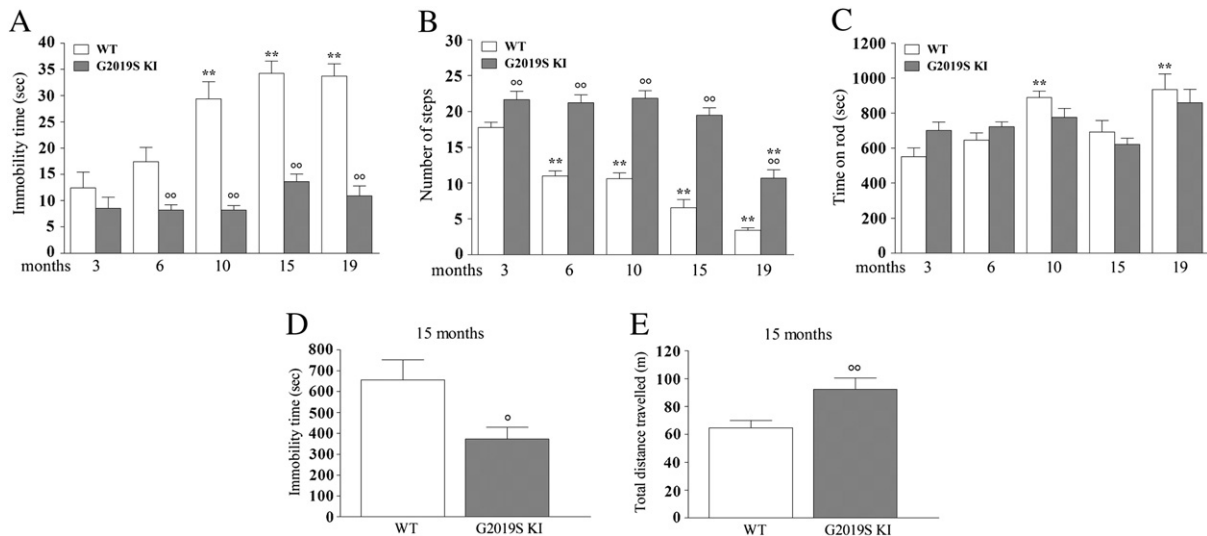 A
WT
G2019S KI
Immobility time (sec)
40
35
30
25
20
15
10
5
0
** ** **
°° °° °° °°
months 3 6 10 15 19
B
WT
G2019S KI
Number of steps
30
25
20
15
10
5
0
°° °° °° °° **
°°
** ** ** **
months 3 6 10 15 19
C
WT
G2019S KI
Time on rod (sec)
1200
1000
800
600
400
200
0
** **
months 3 6 10 15 19
D
15 months
Immobility time (sec)
800
700
600
500
400
300
200
100
0
°
WT G2019S KI
E
15 months
Total distance travelled (m)
120
100
80
60
40
20
0
°°
WT G2019S KI